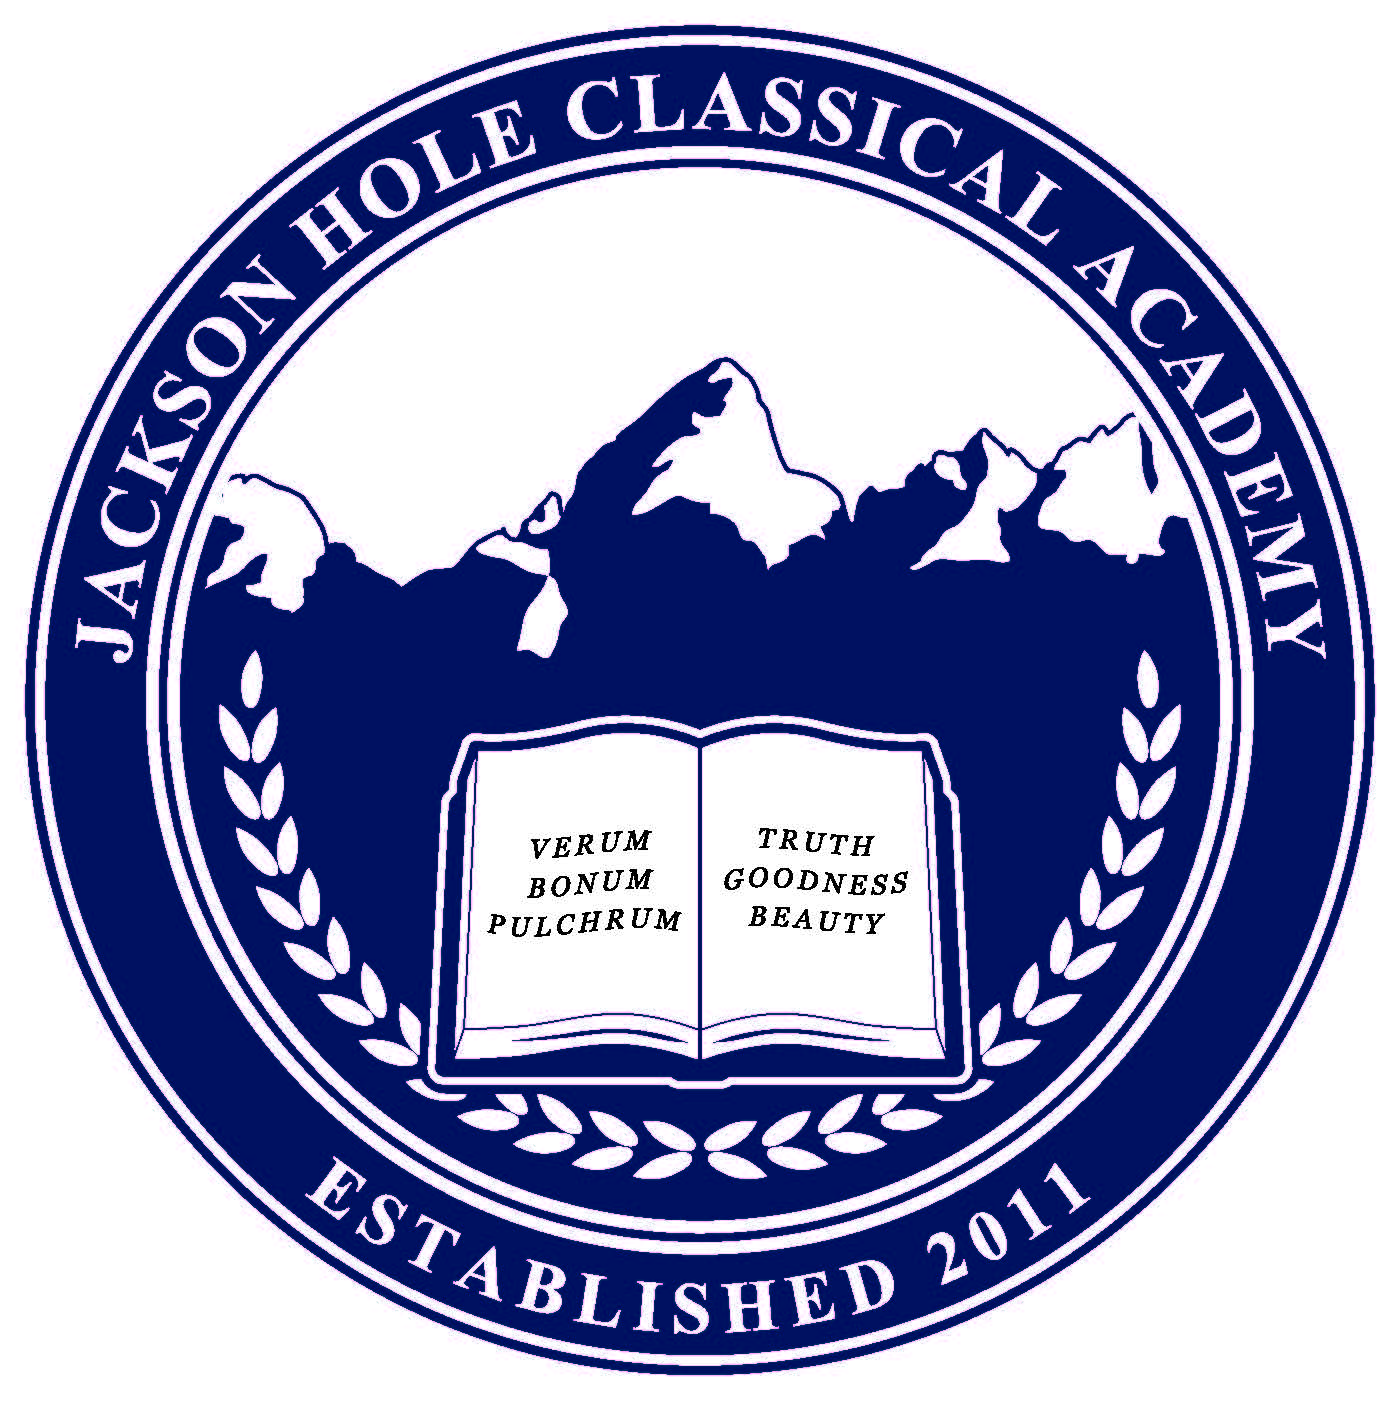 JACKSON HOLE CLASSICAL ACADEMY
VERUM
BONUM
PULCHRUM
TRUTH
GOODNESS
BEAUTY
ESTABLISHED 2011